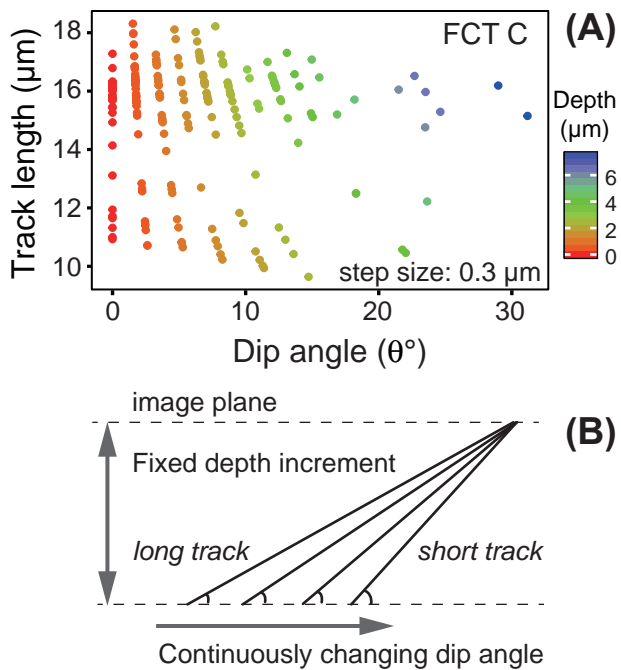 FCT C
(A)
Track length (μm)
18
16
14
12
10
step size: 0.3 μm
0
10
20
30
Dip angle (θ°)
Depth
(μm)
6
4
2
0
image plane
(B)
Fixed depth increment
long track
short track
Continuously changing dip angle